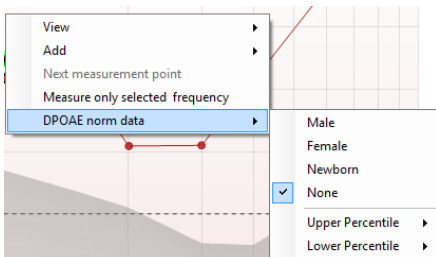 View
Add
Next measurement point
Measure only selected frequency
DPOAE norm data
Male
Female
Newborn
None
Upper Percentile
Lower Percentile